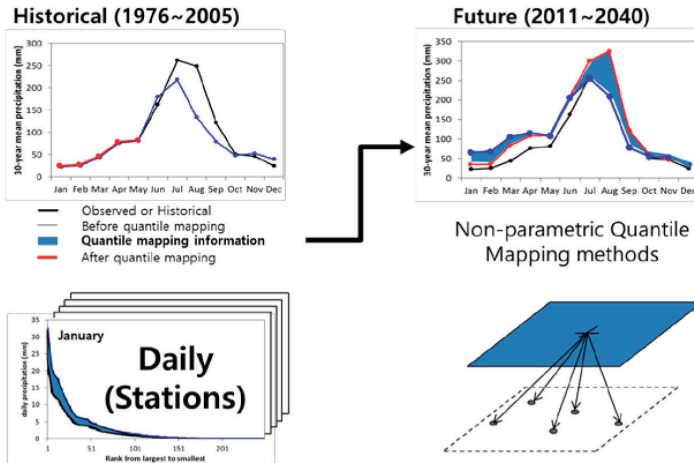 Historical (1976~2005)
30-year mean precipitation (mm)
300
250
200
150
100
50
0
Jan Feb Mar Apr May Jun Jul Aug Sep Oct Nov Dec
Observed or Historical
Before quantile mapping
Quantile mapping information
After quantile mapping
Future (2011~2040)
30-year mean precipitation (mm)
350
300
250
200
150
100
50
0
Jan Feb Mar Apr May Jun Jul Aug Sep Oct Nov Dec
Non-parametric Quantile
Mapping methods
daily precipitation (mm)
35
30
25
20
15
10
5
0
January
Daily
(Stations)
1 51 101 151 201
Rank from largest to smallest